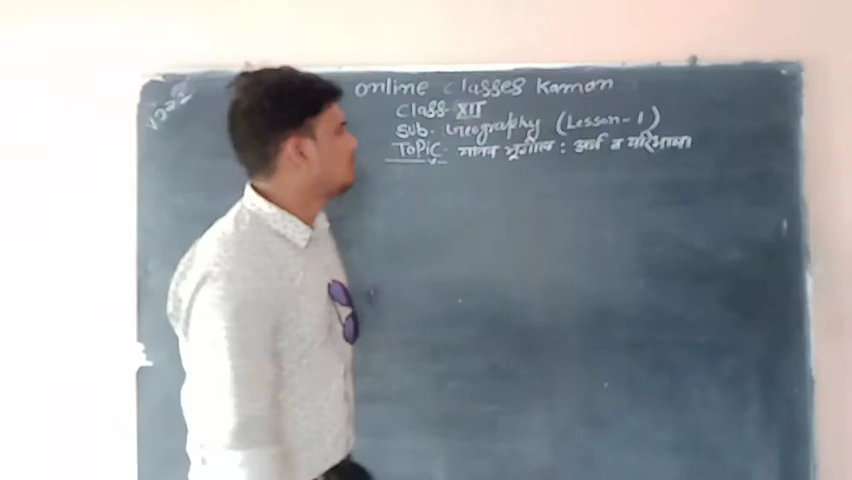 online classes Kaman
Class XII
Sub. Geography (Lesson-1)
Topic. मानव भूगोल : अर्थ व परिभाषा